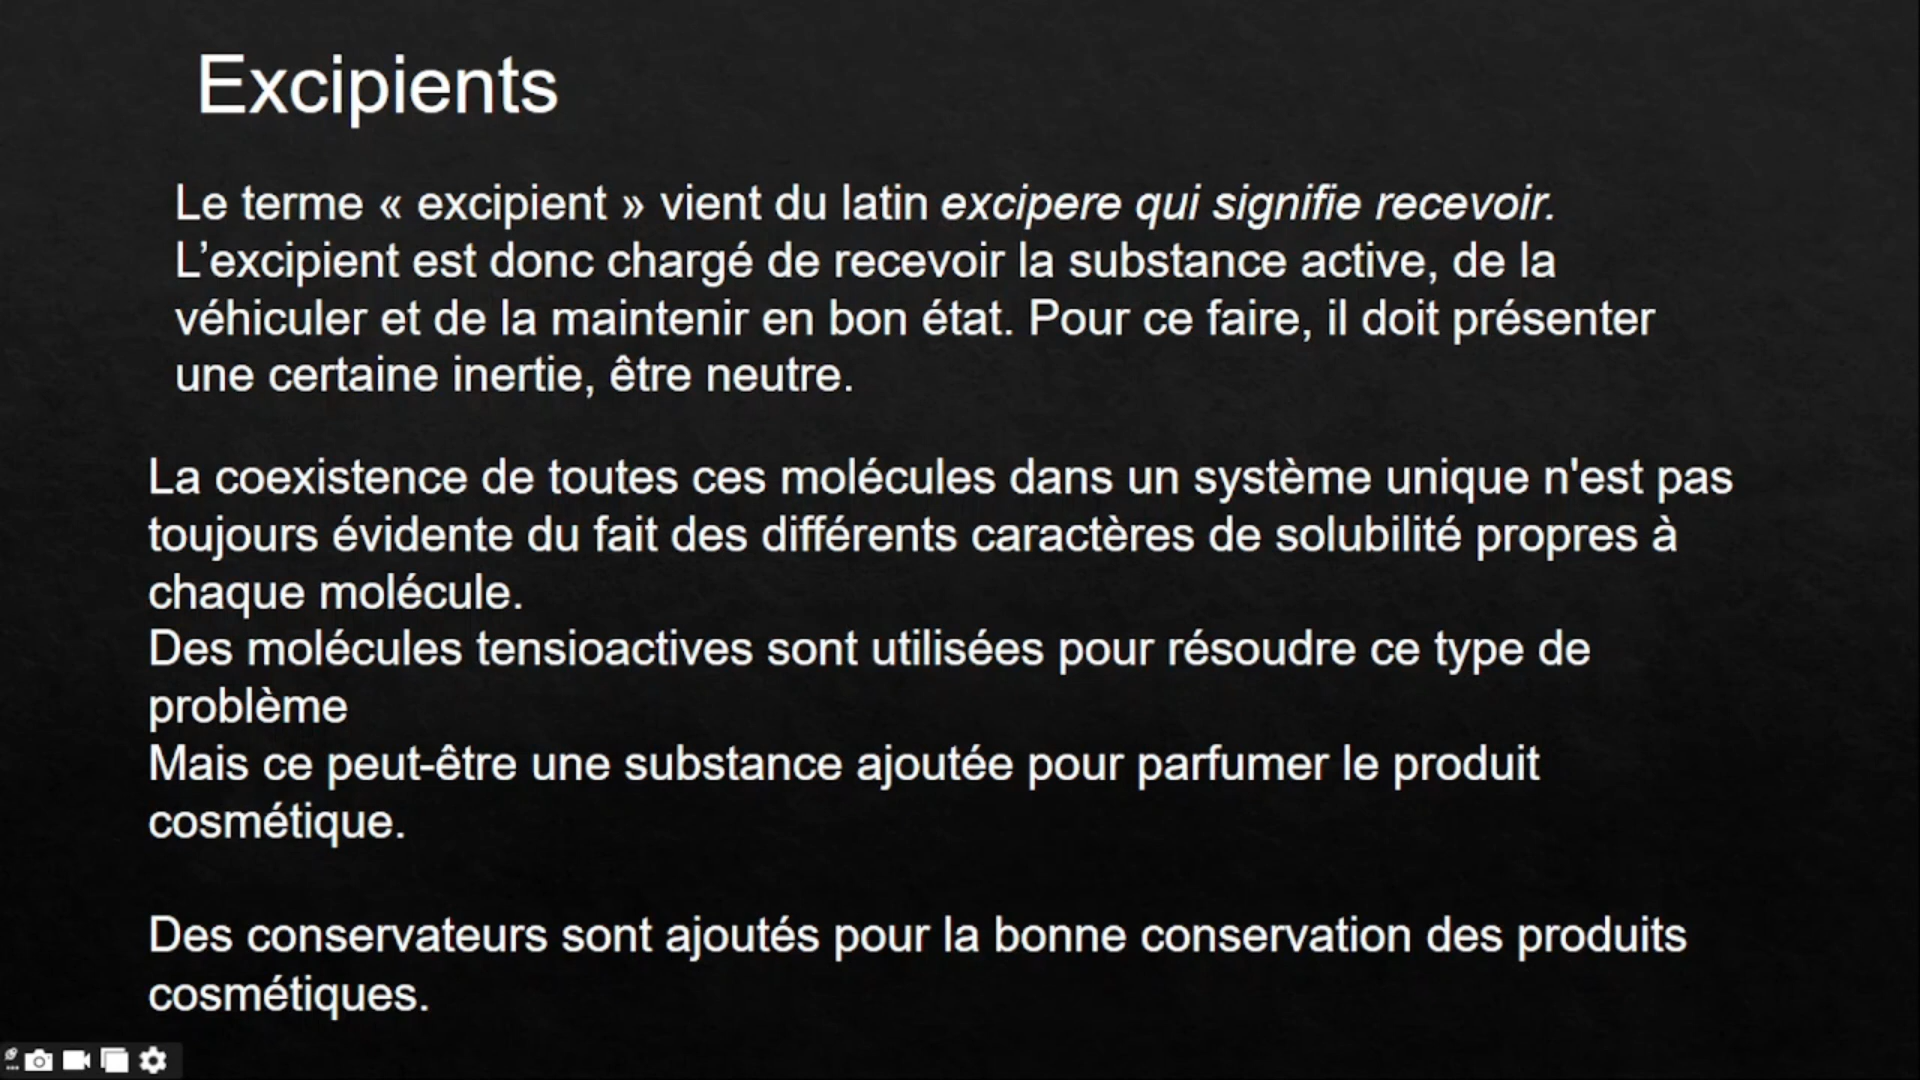 Excipients
Le terme « excipient » vient du latin excipere qui signifie recevoir.
L’excipient est donc chargé de recevoir la substance active, de la
véhiculer et de la maintenir en bon état. Pour ce faire, il doit présenter
une certaine inertie, être neutre.
La coexistence de toutes ces molécules dans un système unique n'est pas
toujours évidente du fait des différents caractères de solubilité propres à
chaque molécule.
Des molécules tensioactives sont utilisées pour résoudre ce type de
problème
Mais ce peut-être une substance ajoutée pour parfumer le produit
cosmétique.
Des conservateurs sont ajoutés pour la bonne conservation des produits
cosmétiques.